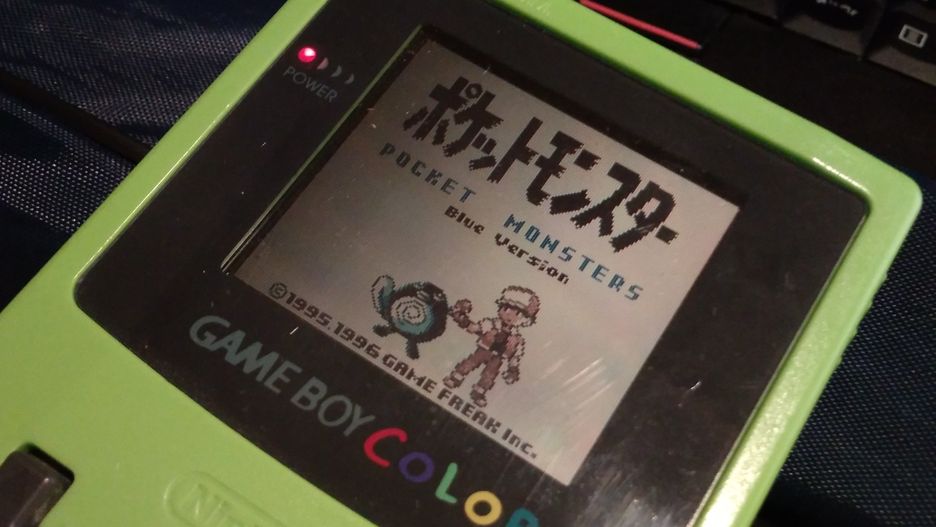 POWER
ポケットモンスター
POCKET MONSTERS
Blue Version
©1995.1996 GAME FREAK Inc.
GAME BOY COLOR